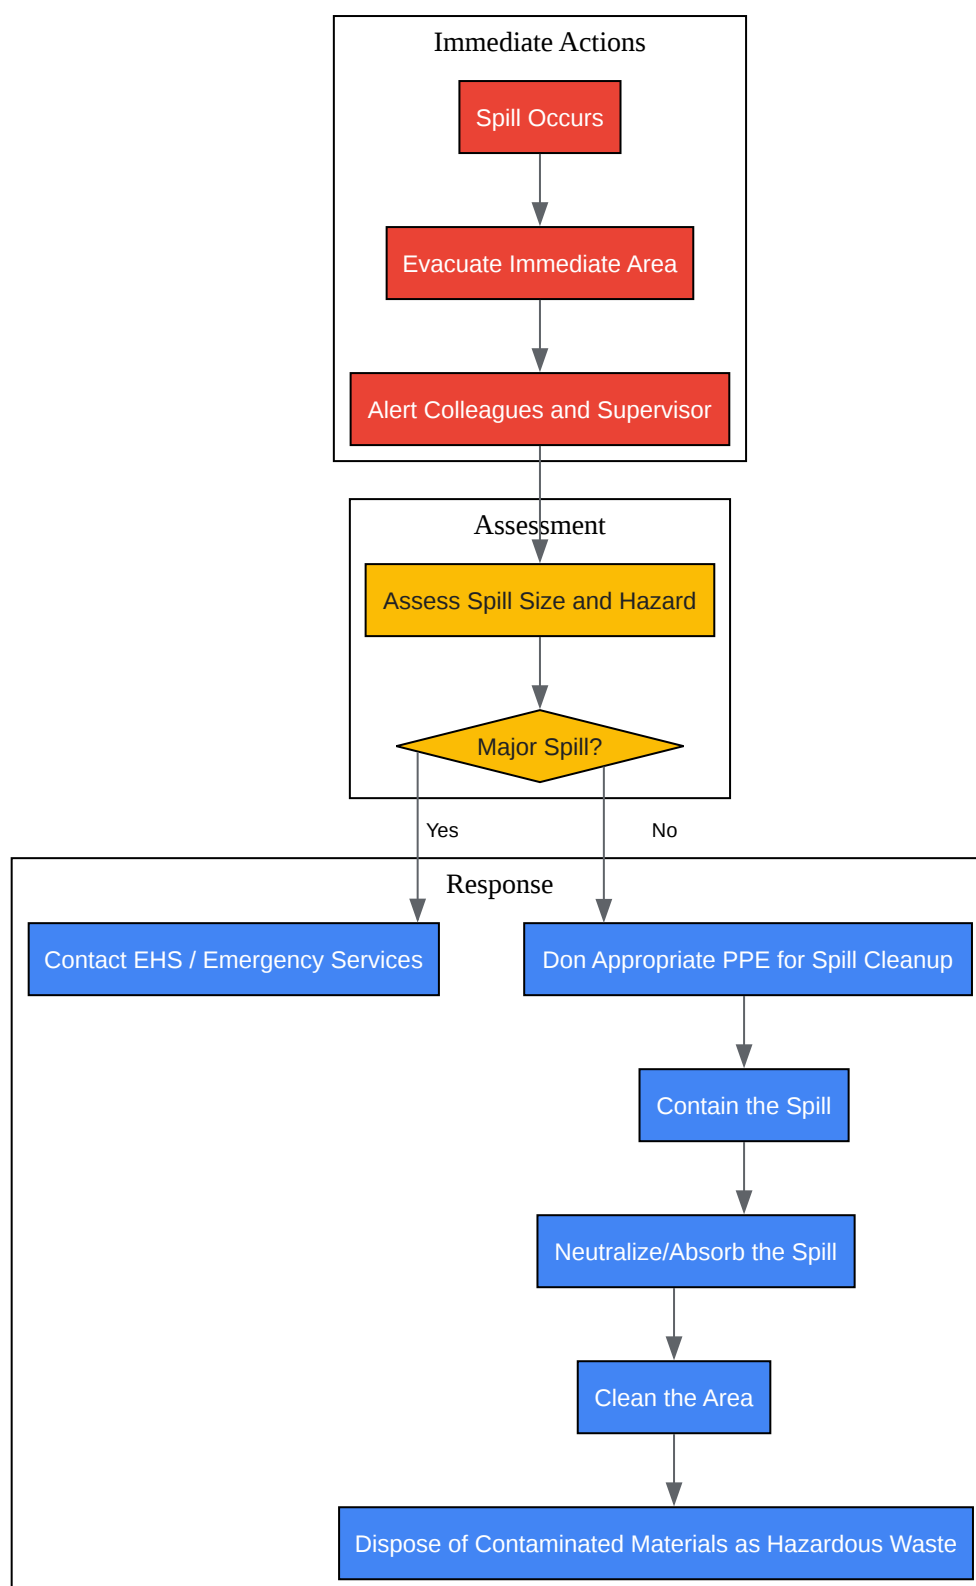 Immediate Actions
Spill Occurs
Evacuate Immediate Area
Alert Colleagues and Supervisor
Assessment
Assess Spill Size and Hazard
Major Spill?
Yes
No
Response
Contact EHS / Emergency Services
Don Appropriate PPE for Spill Cleanup
Contain the Spill
Neutralize/Absorb the Spill
Clean the Area
Dispose of Contaminated Materials as Hazardous Waste